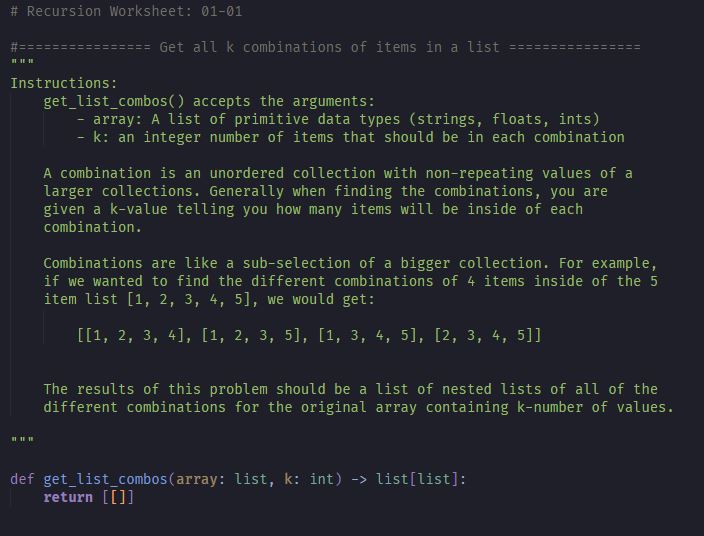 # Recursion Worksheet: 01-01
#================ Get all k combinations of items in a list ================
"""
Instructions:
get_list_combos() accepts the arguments:
- array: A list of primitive data types (strings, floats, ints)
- k: an integer number of items that should be in each combination
A combination is an unordered collection with non-repeating values of a
larger collections. Generally when finding the combinations, you are
given a k-value telling you how many items will be inside of each
combination.
Combinations are like a sub-selection of a bigger collection. For example,
if we wanted to find the different combinations of 4 items inside of the 5
item list [1, 2, 3, 4, 5], we would get:
[[1, 2, 3, 4], [1, 2, 3, 5], [1, 3, 4, 5], [2, 3, 4, 5]]
The results of this problem should be a list of nested lists of all of the
different combinations for the original array containing k-number of values.
"""
def get_list_combos(array: list, k: int) -> list[list]:
return [[]]